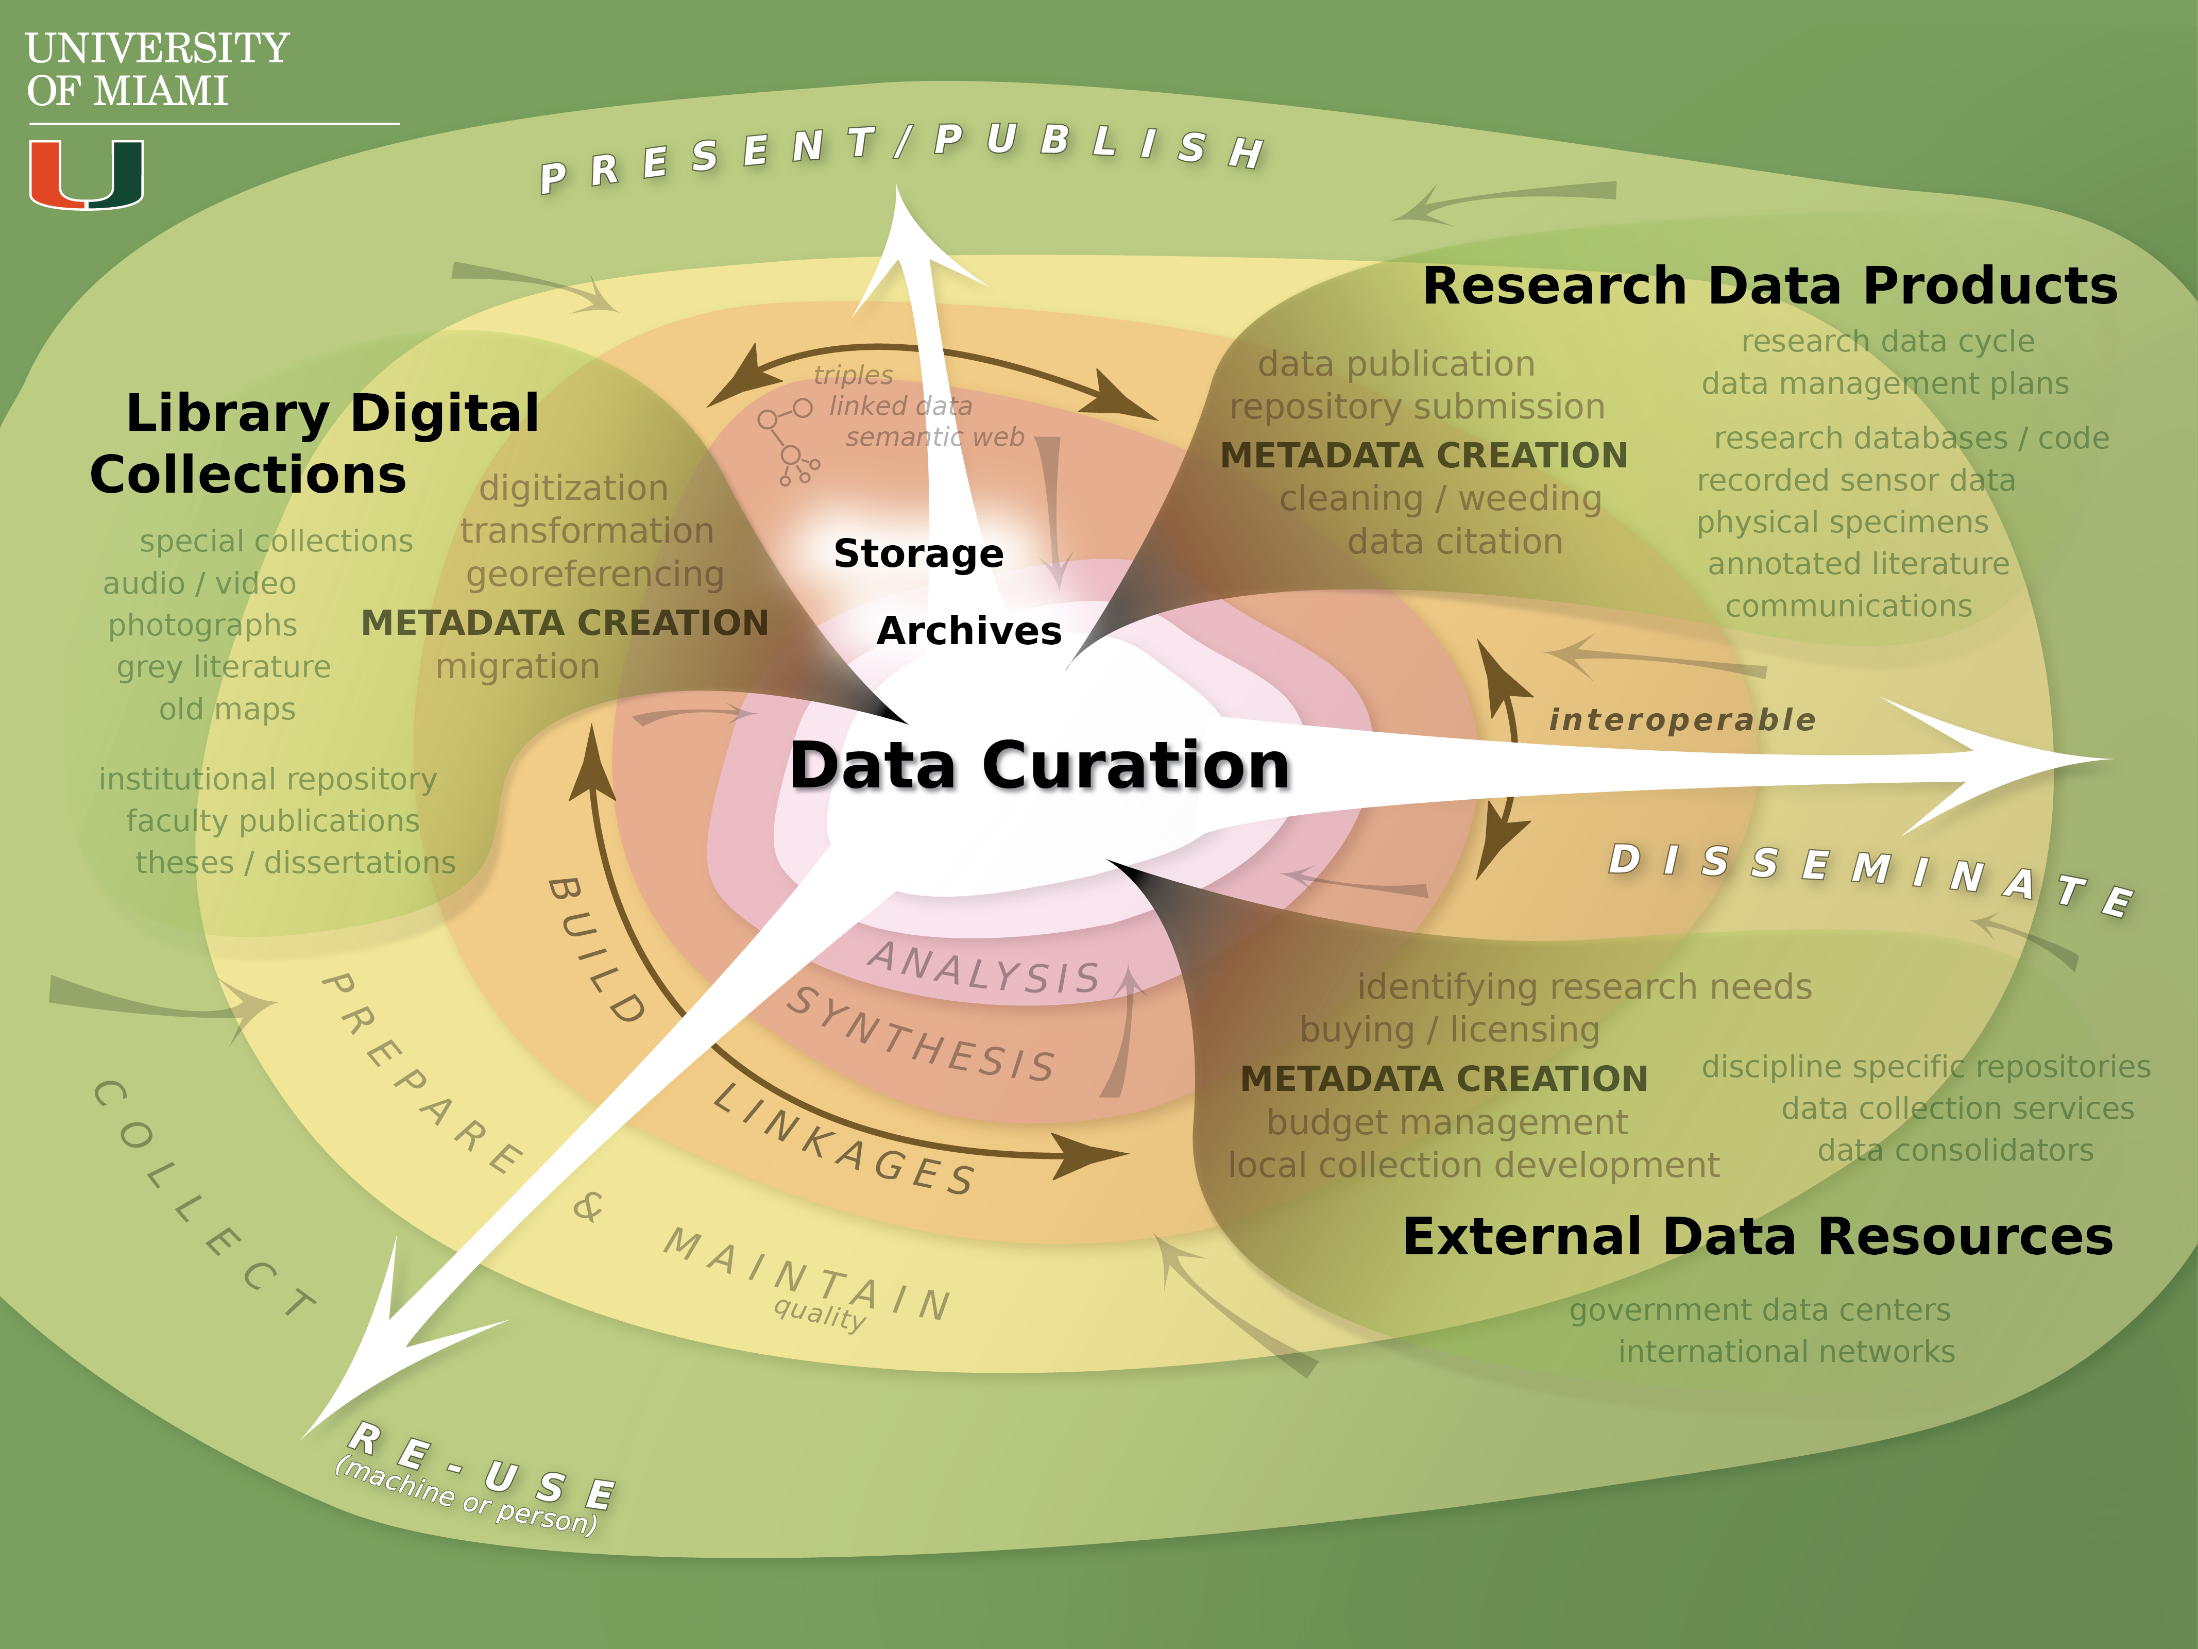 UNIVERSITY
OF MIAMI
PRESENT/PUBLISH
Library Digital
Collections
special collections
audio / video
photographs
grey literature
old maps
institutional repository
faculty publications
theses / dissertations
digitization
transformation
georeferencing
METADATA CREATION
migration
triples
linked data
semantic web
Storage
Archives
Data Curation
Research Data Products
data publication
repository submission
METADATA CREATION
cleaning / weeding
data citation
research data cycle
data management plans
research databases / code
recorded sensor data
physical specimens
annotated literature
communications
interoperable
DISSEMINATE
identifying research needs
buying / licensing
METADATA CREATION
budget management
local collection development
discipline specific repositories
data collection services
data consolidators
External Data Resources
government data centers
international networks
ANALYSIS
SYNTHESIS
BUILD LINKAGES
PREPARE & MAINTAIN
quality
COLLECT
RE-USE
(machine or person)